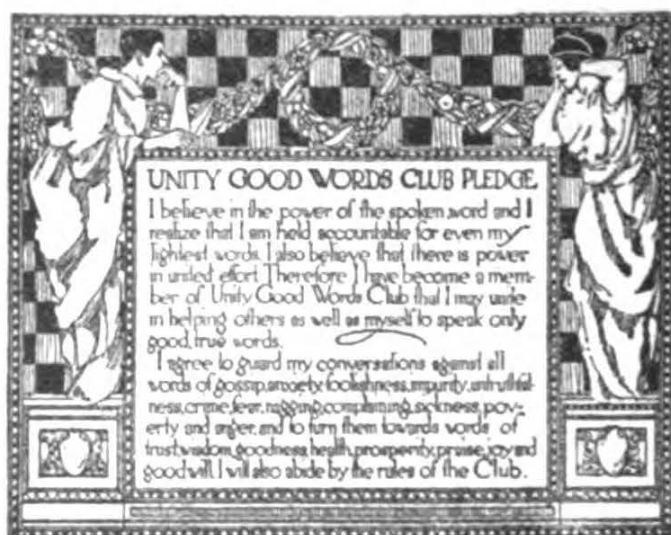 UNITY GOOD WORDS CLUB PLEDGE
I believe in the power of the spoken word and I
realize that I am held accountable for even my
lightest words. I also believe that there is power
in united effort. Therefore I have become a mem-
ber of Unity Good Words Club that I may unite
in helping others as well as myself to speak only
good, true words.
I agree to guard my conversations against all
words of gossip, anxiety, foolishness, impurity, untruthful-
ness, crime, fear, nagging, complaining, sickness, pov-
erty and anger, and to turn them towards words of
trust, wisdom, goodness, health, prosperity, praise, joy and
good will. I will also abide by the rules of the Club.